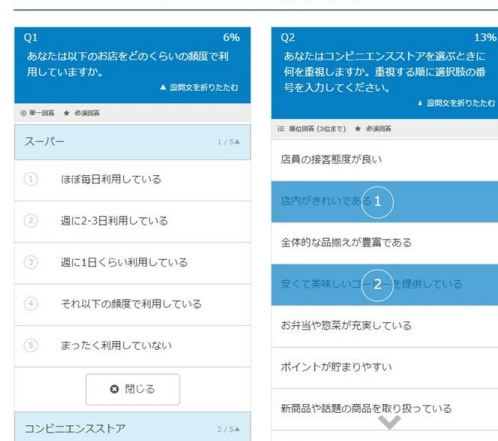 Q1 6%
あなたは以下のお店をどのくらいの頻度で利
用していますか。
▲ 設問文を折りたたむ
単一回答 ★ 必須回答
スーパー 1 / 5▲
1 ほぼ毎日利用している
2 週に2-3日利用している
3 週に1日くらい利用している
4 それ以下の頻度で利用している
5 まったく利用していない
閉じる
コンビニエンスストア 2 / 5▲
Q2 13%
あなたはコンビニエンスストアを選ぶときに
何を重視しますか。重視する順に選択肢の番
号を入力してください。
▲ 設問文を折りたたむ
順位回答 (3位まで) ★ 必須回答
店員の接客態度が良い
店内がきれいである 1
全体的な品揃えが豊富である
安くて美味しいコーヒーを提供している 2
お弁当や惣菜が充実している
ポイントが貯まりやすい
新商品や話題の商品を取り扱っている